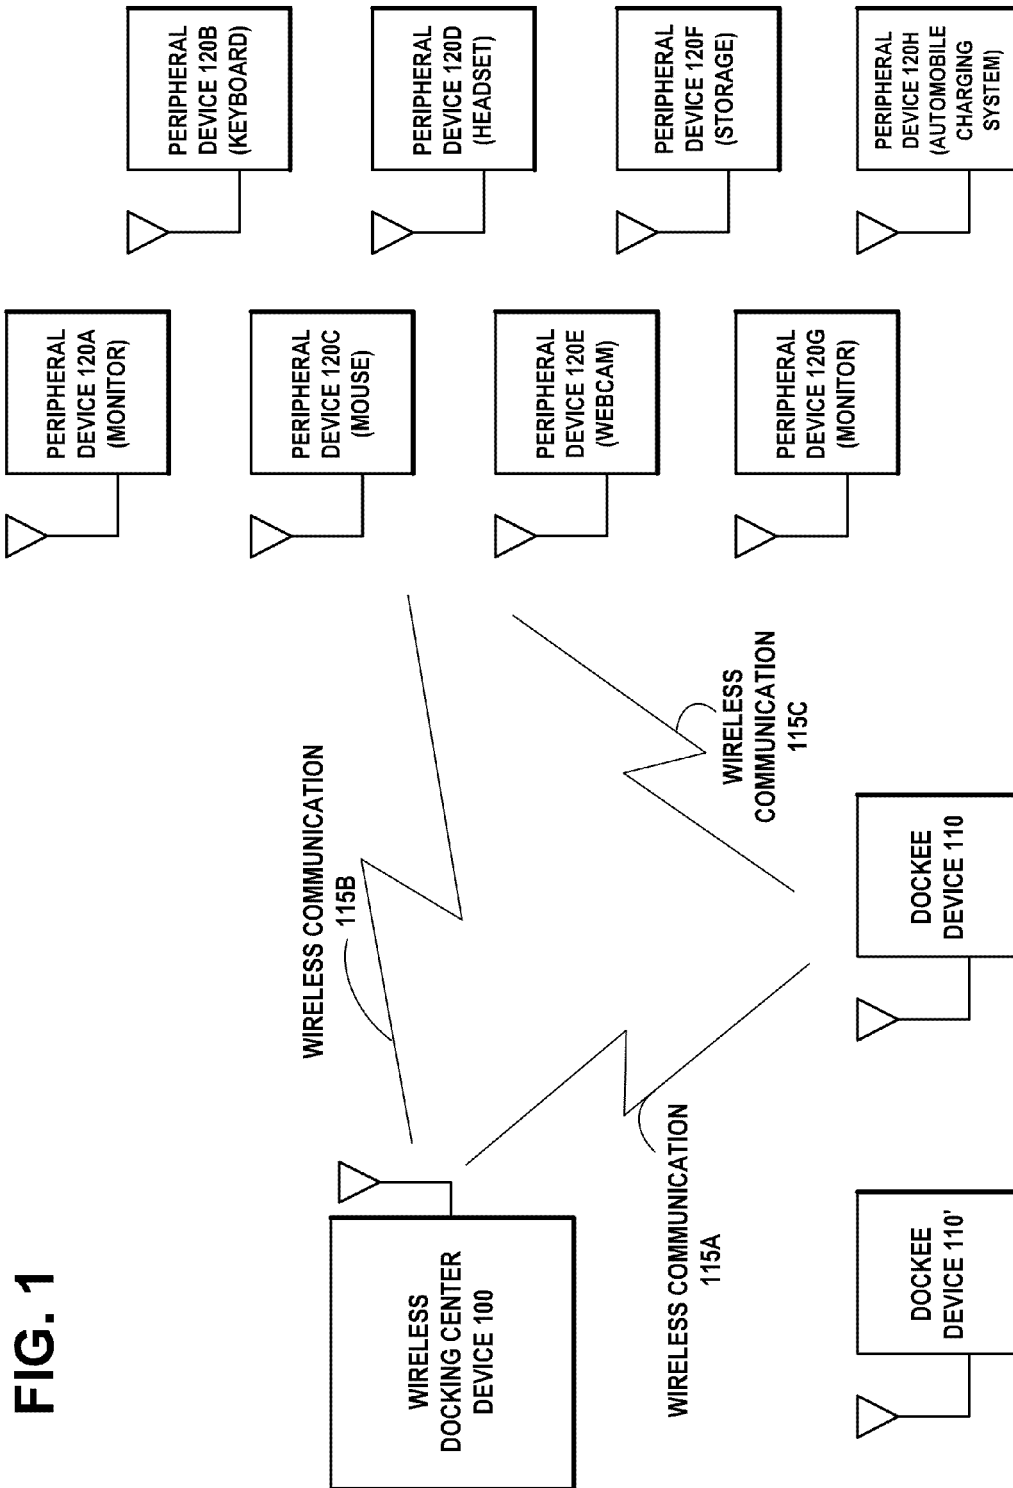 FIG. 1
WIRELESS
DOCKING CENTER
DEVICE 100
WIRELESS COMMUNICATION
115B
WIRELESS COMMUNICATION
115A
WIRELESS
COMMUNICATION
115C
DOCKEE
DEVICE 110'
DOCKEE
DEVICE 110
PERIPHERAL
DEVICE 120A
(MONITOR)
PERIPHERAL
DEVICE 120B
(KEYBOARD)
PERIPHERAL
DEVICE 120C
(MOUSE)
PERIPHERAL
DEVICE 120D
(HEADSET)
PERIPHERAL
DEVICE 120E
(WEBCAM)
PERIPHERAL
DEVICE 120F
(STORAGE)
PERIPHERAL
DEVICE 120G
(MONITOR)
PERIPHERAL
DEVICE 120H
(AUTOMOBILE
CHARGING
SYSTEM)